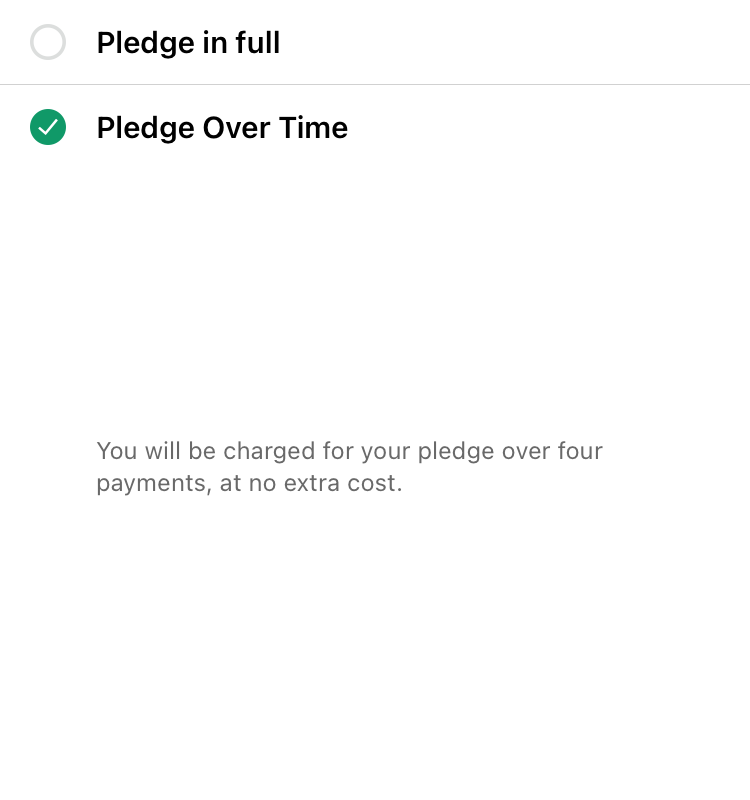 Pledge in full
Pledge Over Time
You will be charged for your pledge over four
payments, at no extra cost.